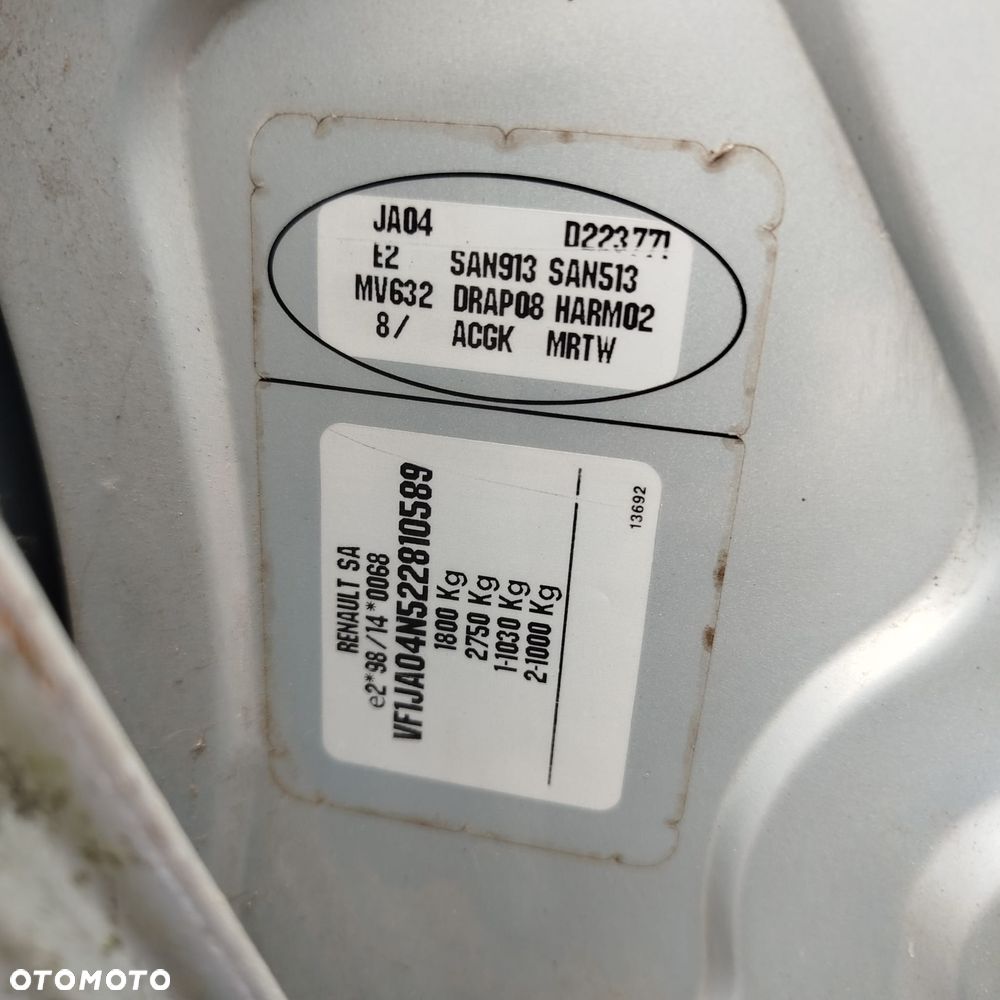 JA04 D223771
E2 SAN913 SAN513
MV632 DRAP08 HARM02
8/ ACGK MRTW
RENAULT SA
e2*98/14*0068
VF1JA04N522810589
1800 Kg
2750 Kg
1-1030 Kg
2-1000 Kg
13692
OTOMOTO